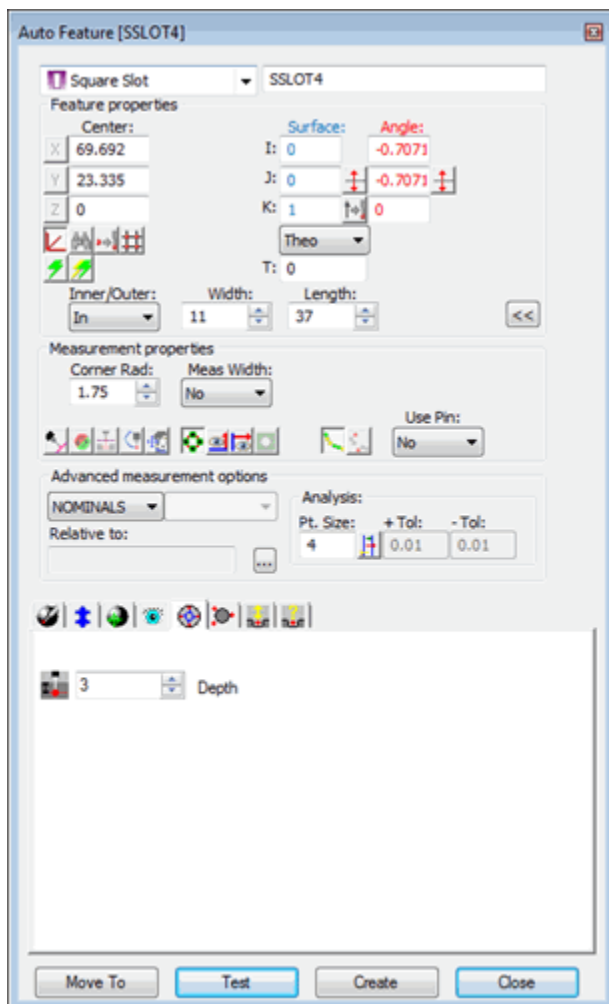 Auto Feature [SSLOT4]
Square Slot SSLOT4
Feature properties
Center: Surface: Angle:
X 69.692 I: 0 -0.7071
Y 23.335 J: 0 -0.7071
Z 0 K: 1 0
Theo
T: 0
Inner/Outer: Width: Length:
In 11 37 <<
Measurement properties
Corner Rad: Meas Width:
1.75 No
Use Pin:
No
Advanced measurement options
NOMINALS
Analysis:
Relative to:
Pt. Size: + Tol: - Tol:
4 0.01 0.01
...
3 Depth
Move To Test Create Close